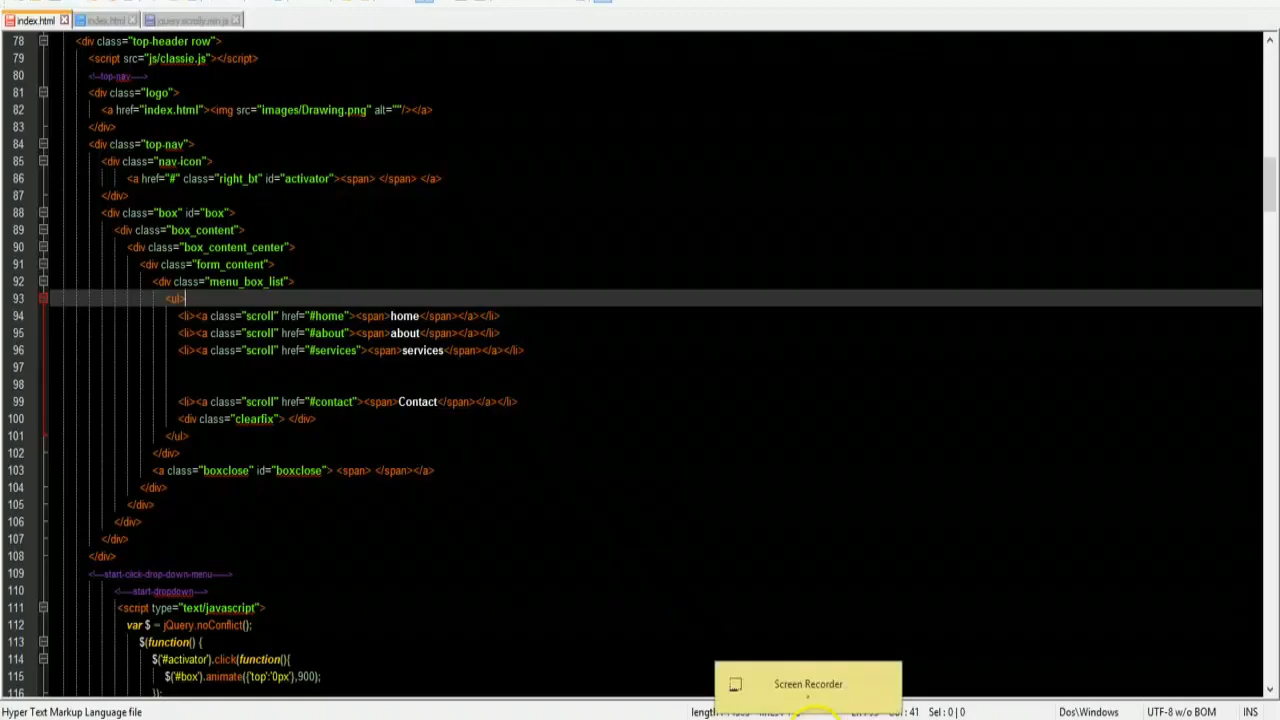 index.html index.html jquery.scrolly.min.js
78 <div class="top-header row">
79 <script src="js/classie.js"></script>
80 <!--top-nav---->
81 <div class="logo">
82 <a href="index.html"><img src="images/Drawing.png" alt=""/></a>
83 </div>
84 <div class="top-nav">
85 <div class="nav-icon">
86 <a href="#" class="right_bt" id="activator"><span> </span> </a>
87 </div>
88 <div class="box" id="box">
89 <div class="box_content">
90 <div class="box_content_center">
91 <div class="form_content">
92 <div class="menu_box_list">
93 <ul>
94 <li><a class="scroll" href="#home"><span>home</span></a></li>
95 <li><a class="scroll" href="#about"><span>about</span></a></li>
96 <li><a class="scroll" href="#services"><span>services</span></a></li>
97
98
99 <li><a class="scroll" href="#contact"><span>Contact</span></a></li>
100 <div class="clearfix"> </div>
101 </ul>
102 </div>
103 <a class="boxclose" id="boxclose"> <span> </span></a>
104 </div>
105 </div>
106 </div>
107 </div>
108 </div>
109 <!---start-click-drop-down-menu----->
110 <!----start-dropdown--->
111 <script type="text/javascript">
112 var $ = jQuery.noConflict();
113 $(function() {
114 $('#activator').click(function(){
115 $('#box').animate({'top':'0px'},900);
116 });
Screen Recorder
Hyper Text Markup Language file length : 41 Sel : 0 | 0 Dos\Windows UTF-8 w/o BOM INS